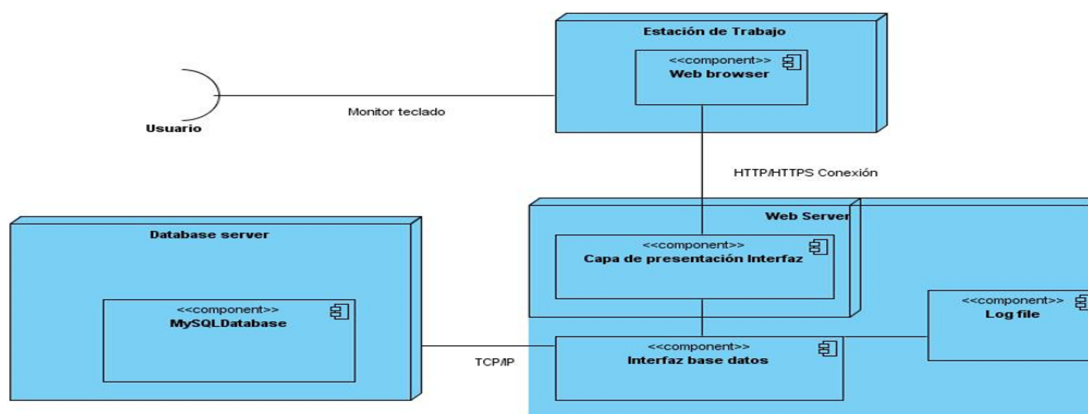 Estación de Trabajo
<<component>>
Web browser
Monitor teclado
Usuario
HTTP/HTTPS Conexión
Web Server
Database server
<<component>>
Capa de presentación Interfaz
<<component>>
MySQLDatabase
<<component>>
Log file
<<component>>
Interfaz base datos
TCP/IP